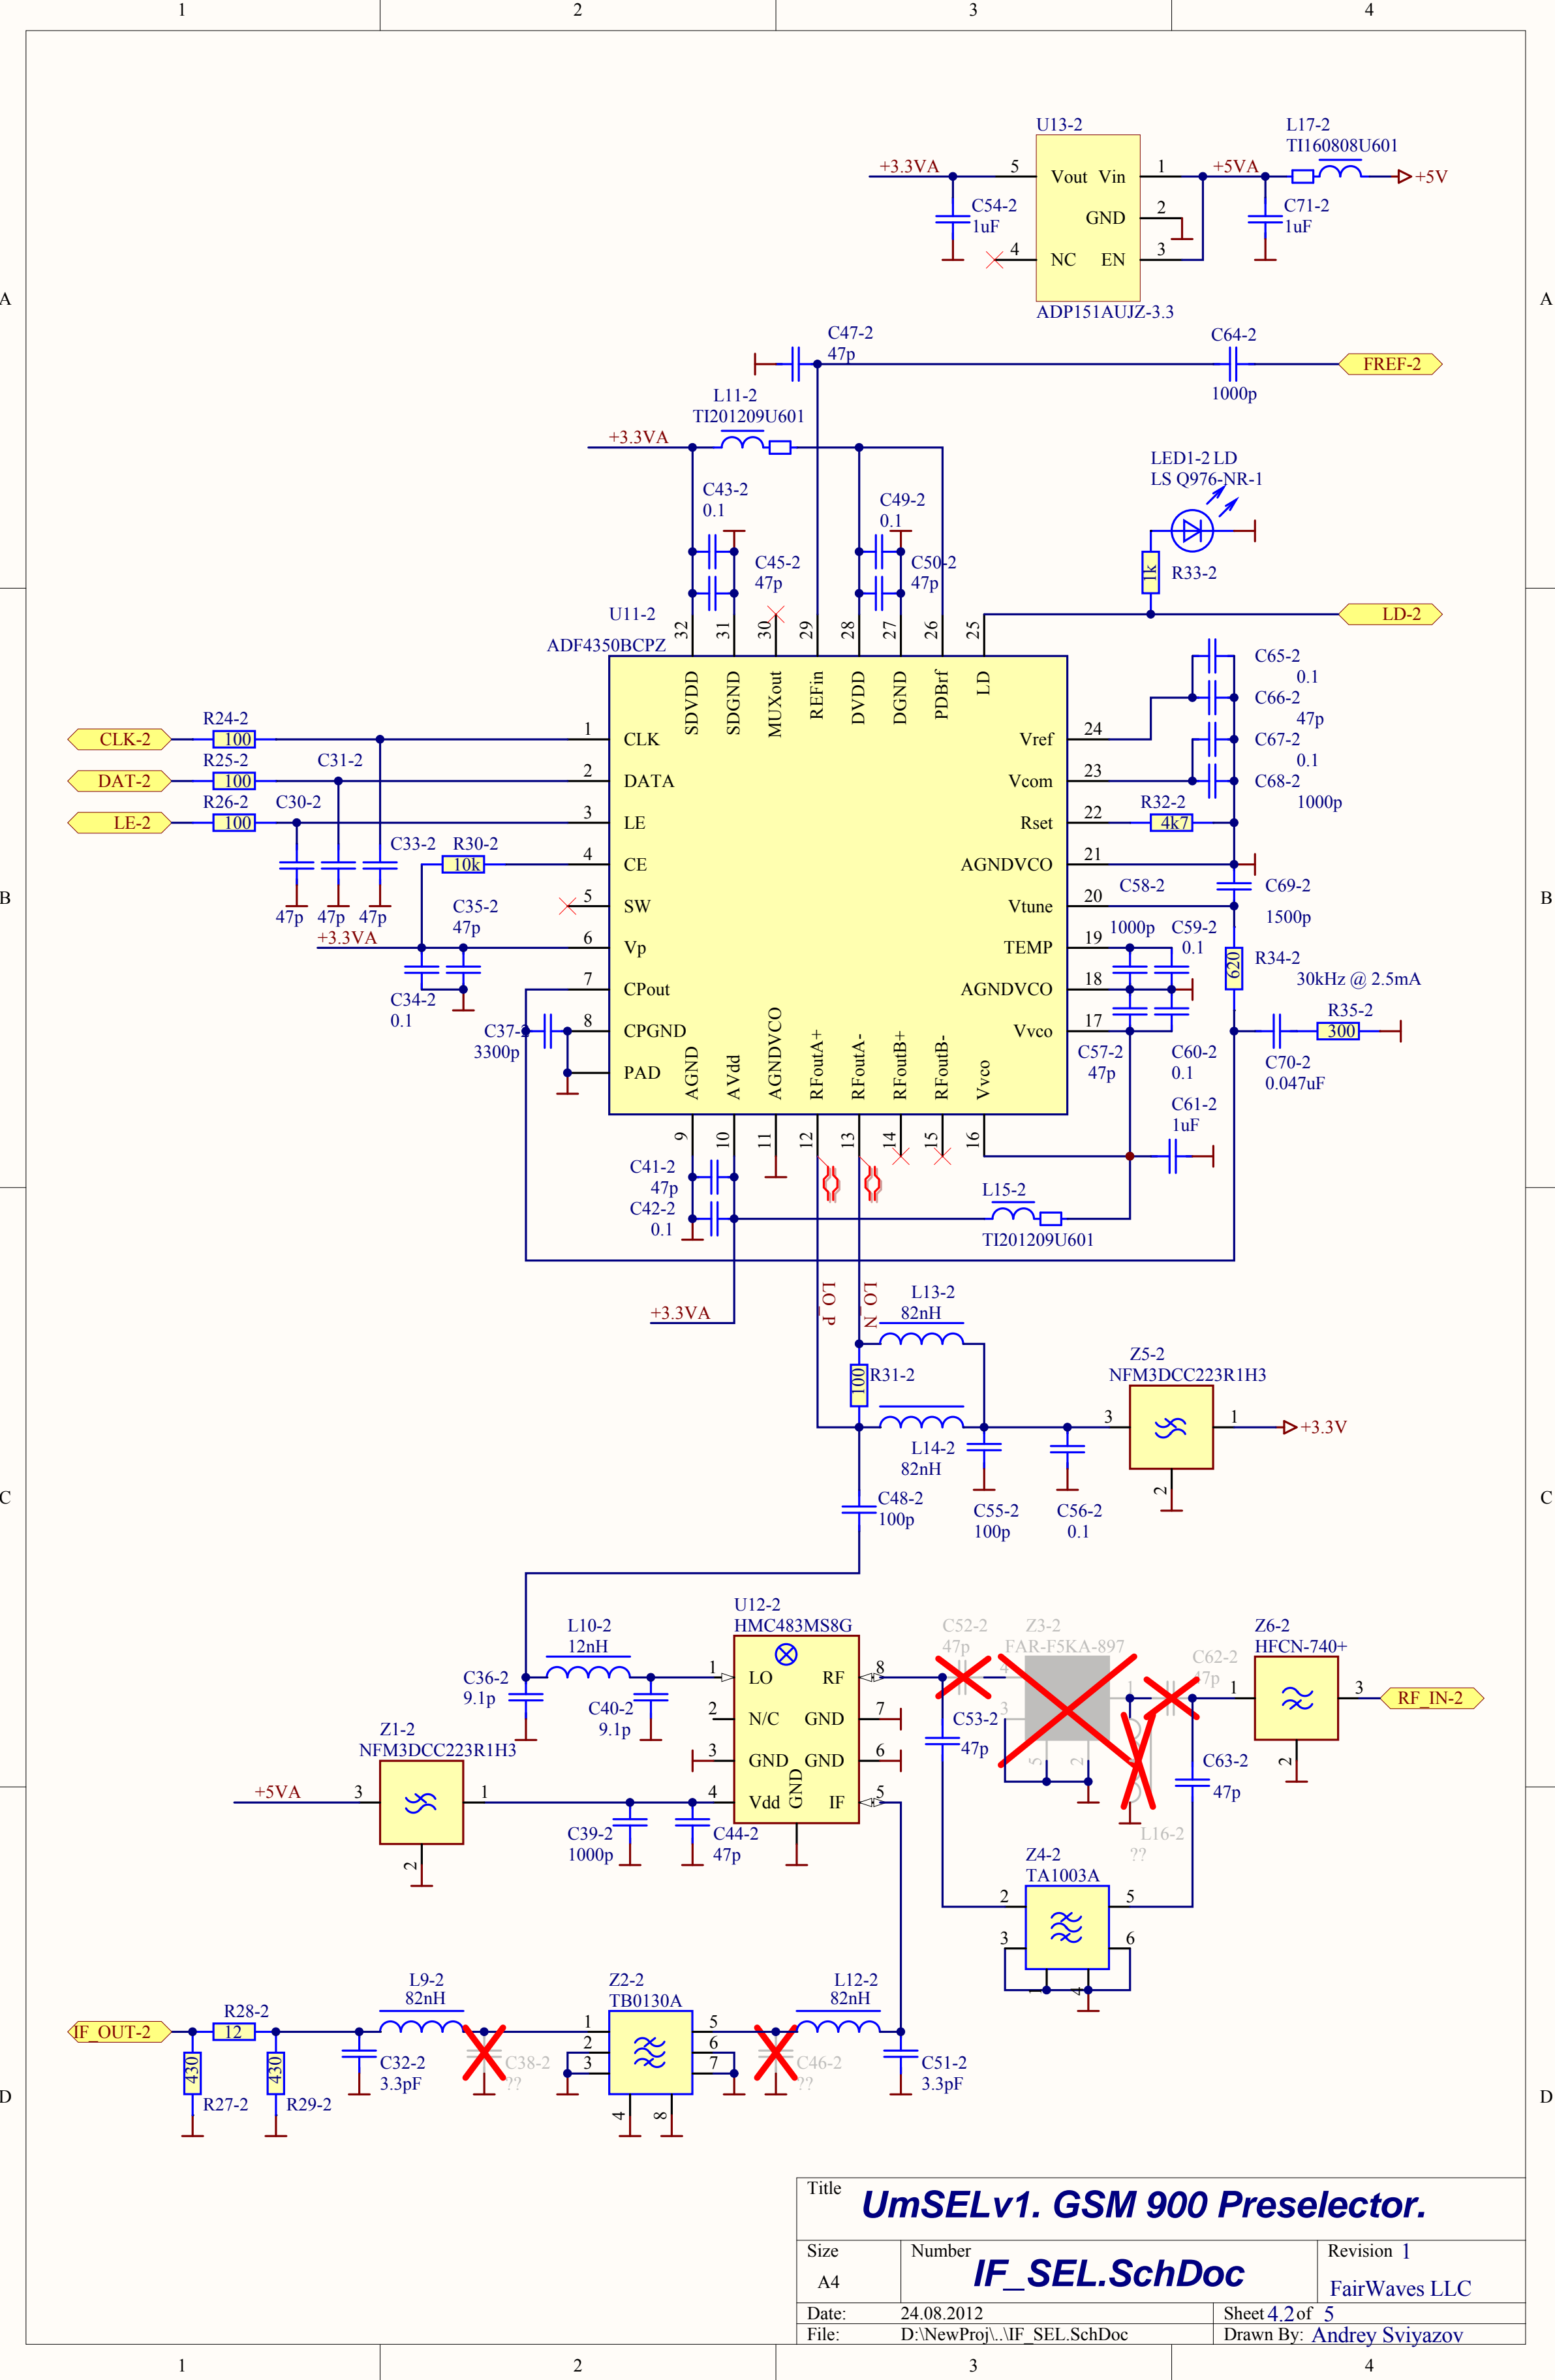 1 2 3 4
U13-2
L17-2
TI160808U601
+3.3VA 5 Vout Vin 1 +5VA +5V
C54-2
1uF
GND 2
C71-2
1uF
4 NC EN 3
ADP151AUJZ-3.3
A A
C47-2
47p
C64-2
1000p
FREF-2
L11-2
TI201209U601
+3.3VA
LED1-2 LD
LS Q976-NR-1
C43-2
0.1
C49-2
0.1
C45-2
47p
C50-2
47p
1k R33-2
LD-2
U11-2
ADF4350BCPZ
32 31 30 29 28 27 26 25
SDVDD SDGND MUXout REFin DVDD DGND PDBrf LD
C65-2
0.1
C66-2
47p
C67-2
0.1
C68-2
1000p
CLK-2 R24-2 100 1 CLK
Vref 24
DAT-2 R25-2 100 C31-2 2 DATA
Vcom 23
LE-2 R26-2 100 C30-2 3 LE
Rset 22 R32-2 4k7
C33-2 R30-2 10k 4 CE
AGNDVCO 21
47p 47p 47p
5 SW
Vtune 20
C58-2
1000p
C69-2
1500p
B B
C35-2
47p
+3.3VA 6 Vp
TEMP 19
C59-2
0.1
620 R34-2
30kHz @ 2.5mA
C34-2
0.1
7 CPout
AGNDVCO 18
R35-2
300
C37-2
3300p
8 CPGND
Vvco 17
C57-2
47p
C60-2
0.1
C70-2
0.047uF
PAD
AGND AVdd AGNDVCO RFoutA+ RFoutA- RFoutB+ RFoutB- Vvco
9 10 11 12 13 14 15 16
C61-2
1uF
C41-2
47p
C42-2
0.1
L15-2
TI201209U601
+3.3VA
LO_P LO_N
L13-2
82nH
100 R31-2
L14-2
82nH
Z5-2
NFM3DCC223R1H3
3 1 +3.3V
2
C48-2
100p
C55-2
100p
C56-2
0.1
C C
U12-2
HMC483MS8G
L10-2
12nH
C36-2
9.1p
C40-2
9.1p
1 LO RF 8
2 N/C GND 7
3 GND GND 6
4 Vdd GND IF 5
C52-2
47p
Z3-2
FAR-F5KA-897
4 1
3
5 2
C62-2
47p
Z6-2
HFCN-740+
1 3 RF_IN-2
2
C53-2
47p
C63-2
47p
L16-2
??
Z1-2
NFM3DCC223R1H3
+5VA 3 1
2
C39-2
1000p
C44-2
47p
Z4-2
TA1003A
2 5
3 6
1 4
IF_OUT-2 R28-2 12
430 430
R27-2 R29-2
L9-2
82nH
C32-2
3.3pF
C38-2
??
Z2-2
TB0130A
1 5
2 6
3 7
4 8
C46-2
??
L12-2
82nH
C51-2
3.3pF
D D
Title
UmSELv1. GSM 900 Preselector.
Size
A4
Number
IF_SEL.SchDoc
Revision 1
FairWaves LLC
Date: 24.08.2012 Sheet 4.2 of 5
File: D:\NewProj\..\IF_SEL.SchDoc Drawn By: Andrey Sviyazov
1 2 3 4